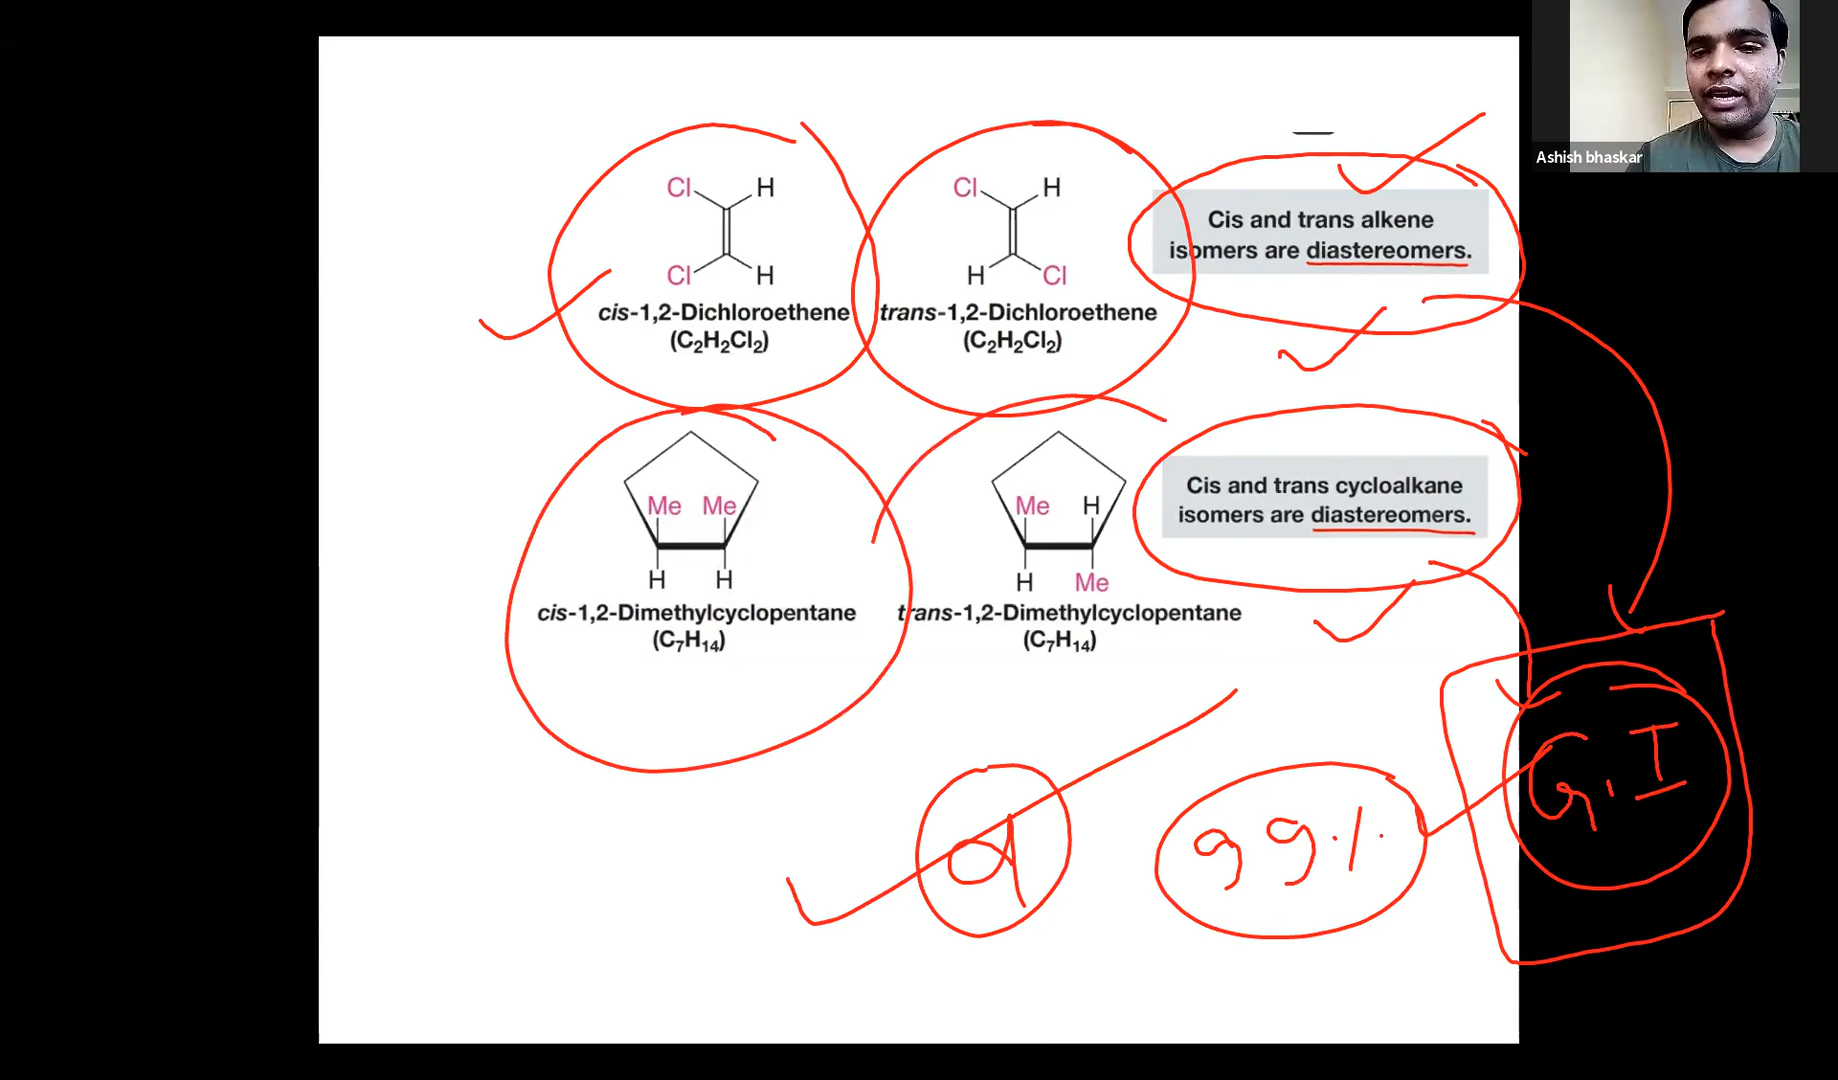 Ashish bhaskar
Cl H
Cl H
Cl H
H Cl
Cis and trans alkene
isomers are diastereomers.
cis-1,2-Dichloroethene
(C₂H₂Cl₂)
trans-1,2-Dichloroethene
(C₂H₂Cl₂)
Me Me
H H
Me H
H Me
Cis and trans cycloalkane
isomers are diastereomers.
cis-1,2-Dimethylcyclopentane
(C₇H₁₄)
trans-1,2-Dimethylcyclopentane
(C₇H₁₄)
G.I
99%